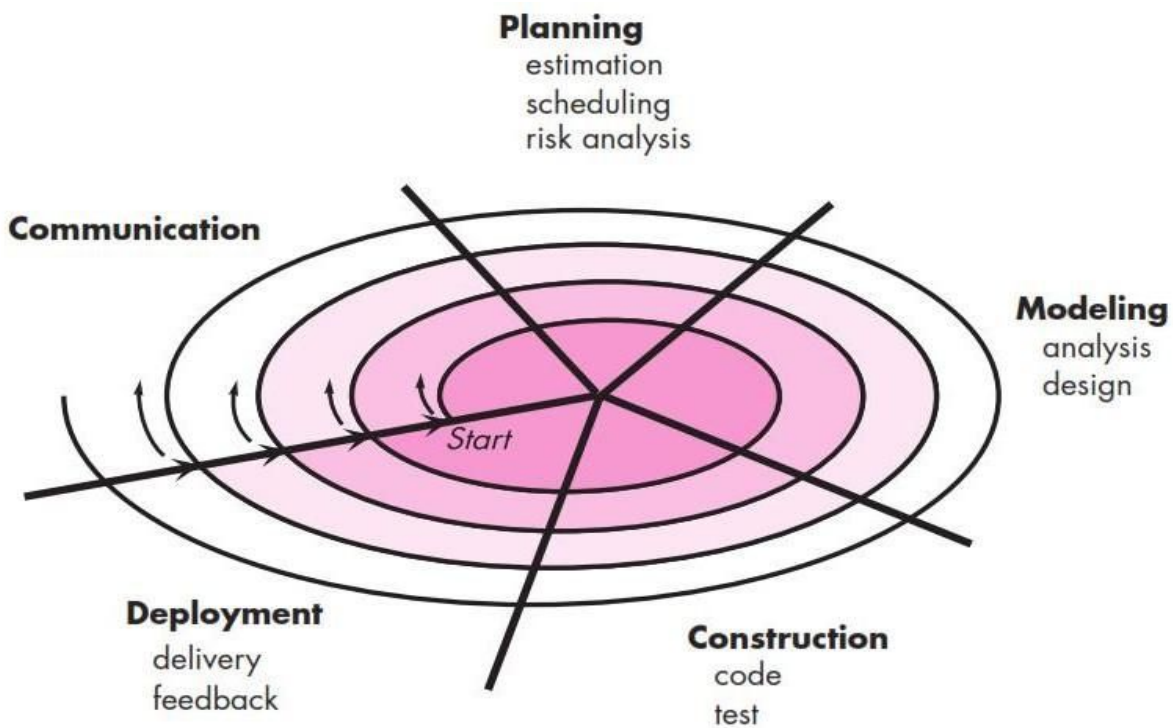 Planning
estimation
scheduling
risk analysis
Communication
Modeling
analysis
design
Start
Deployment
delivery
feedback
Construction
code
test